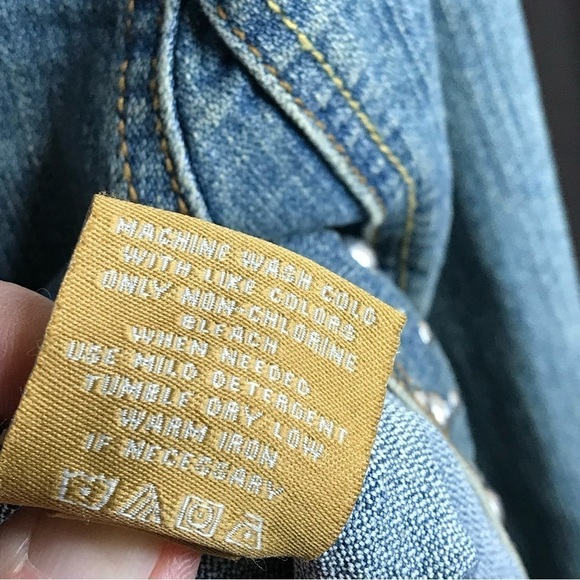 MACHINE WASH COLD
WITH LIKE COLORS
ONLY NON-CHLORINE
BLEACH
WHEN NEEDED
USE MILD DETERGENT
TUMBLE DRY LOW
WARM IRON
IF NECESSARY